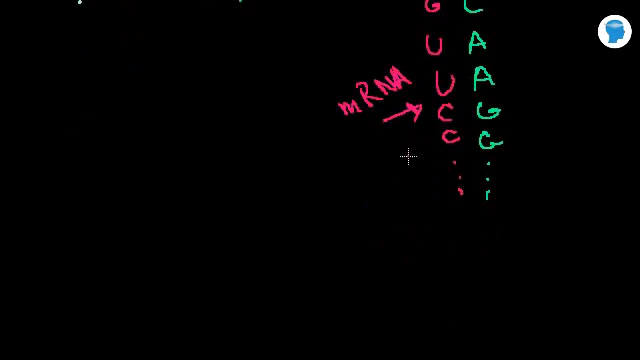 G C
U A
mRNA U A
→ C G
C G
⋮ ⋮